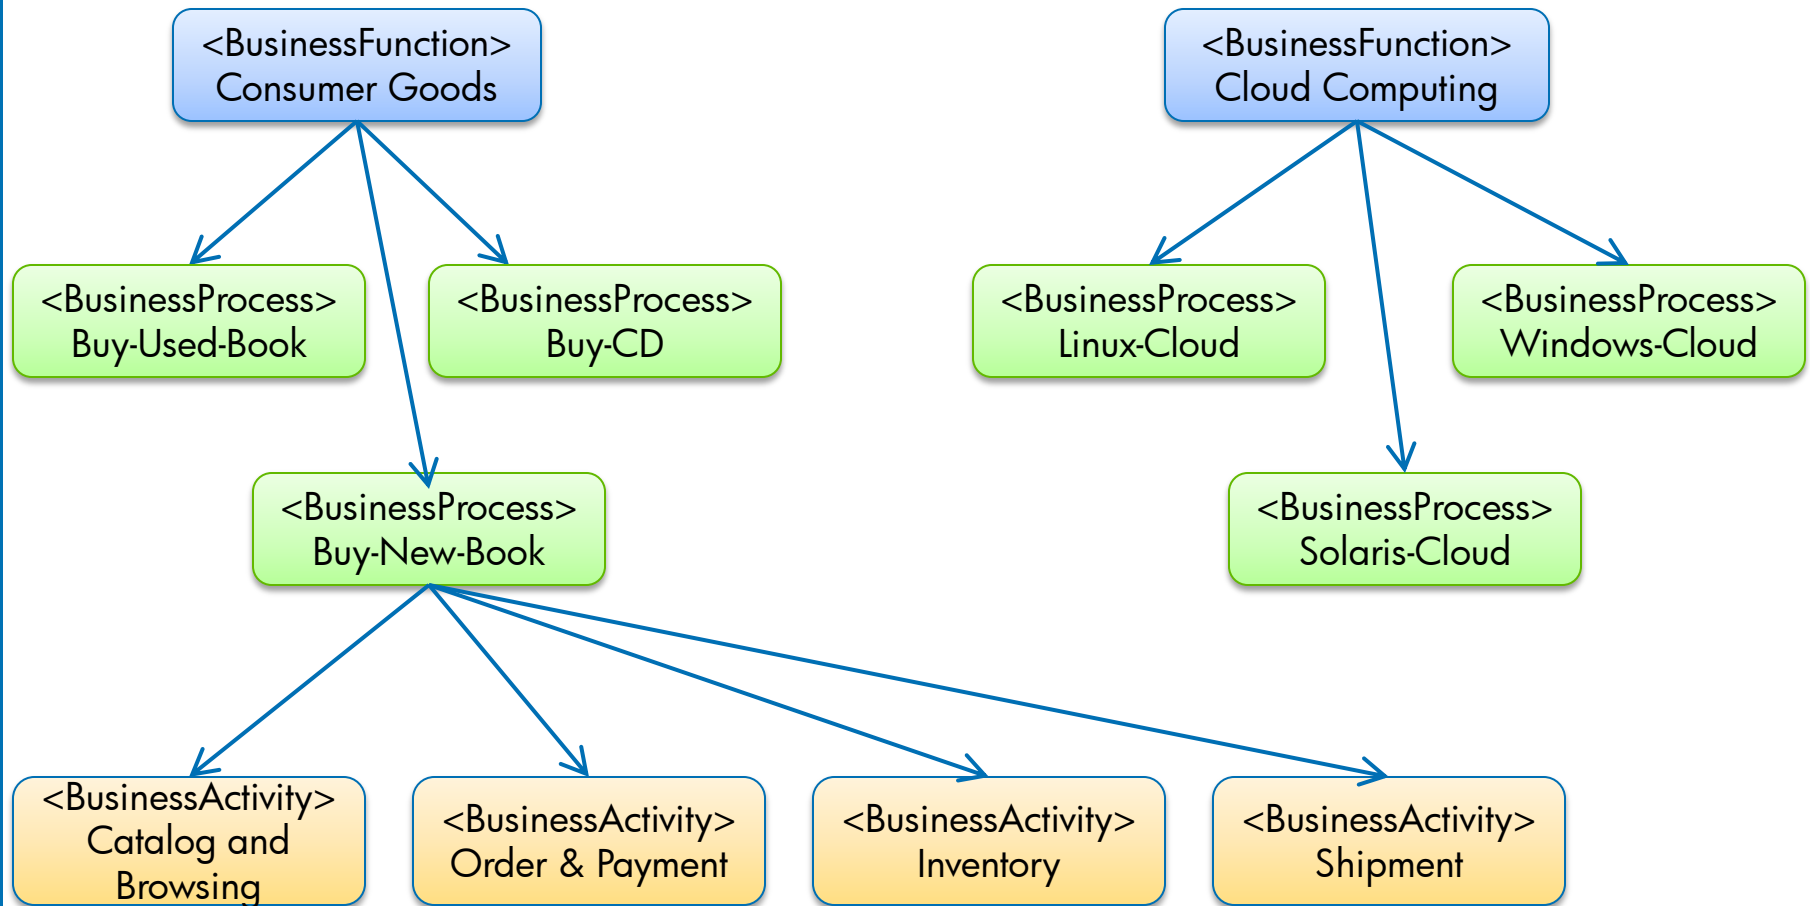 <BusinessFunction>
Consumer Goods
<BusinessFunction>
Cloud Computing
<BusinessProcess>
Buy-Used-Book
<BusinessProcess>
Buy-CD
<BusinessProcess>
Linux-Cloud
<BusinessProcess>
Windows-Cloud
<BusinessProcess>
Buy-New-Book
<BusinessProcess>
Solaris-Cloud
<BusinessActivity>
Catalog and
Browsing
<BusinessActivity>
Order & Payment
<BusinessActivity>
Inventory
<BusinessActivity>
Shipment